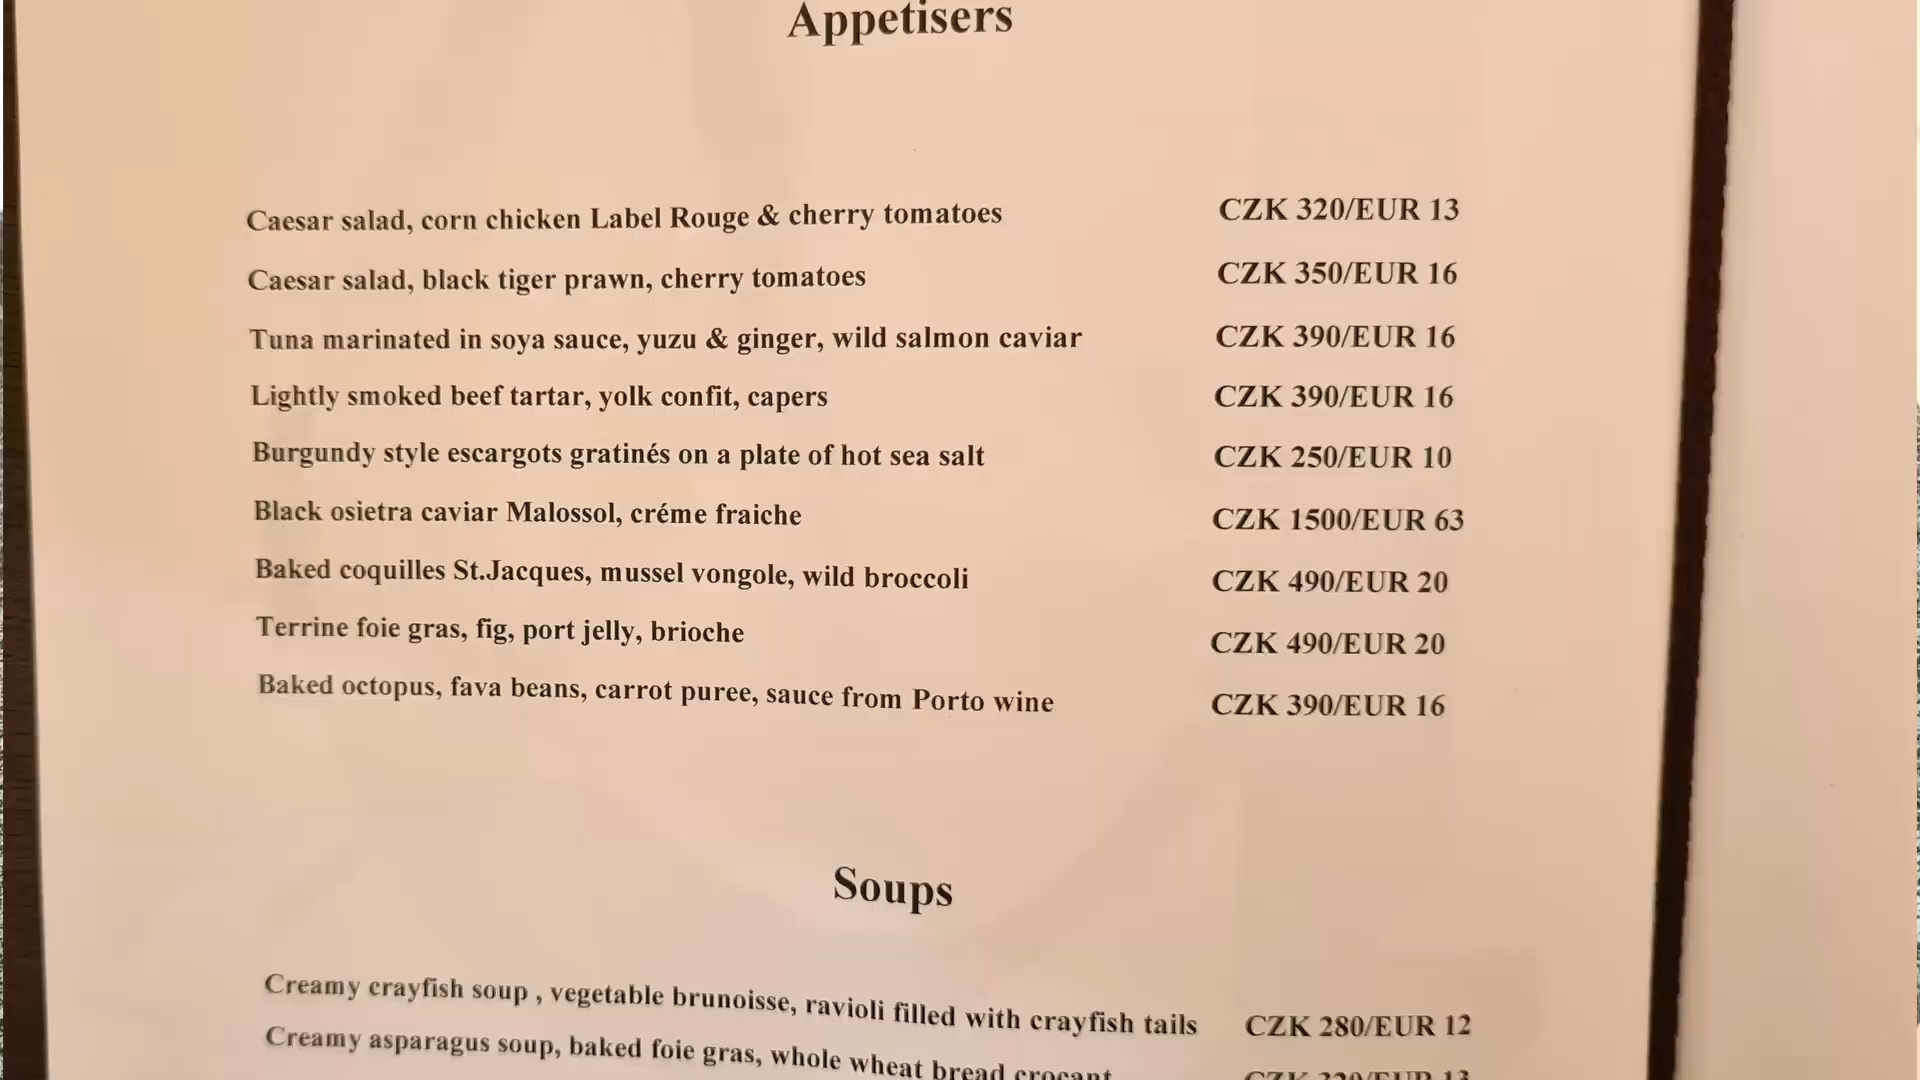 Appetisers
Caesar salad, corn chicken Label Rouge & cherry tomatoes CZK 320/EUR 13
Caesar salad, black tiger prawn, cherry tomatoes CZK 350/EUR 16
Tuna marinated in soya sauce, yuzu & ginger, wild salmon caviar CZK 390/EUR 16
Lightly smoked beef tartar, yolk confit, capers CZK 390/EUR 16
Burgundy style escargots gratinés on a plate of hot sea salt CZK 250/EUR 10
Black osietra caviar Malossol, créme fraiche CZK 1500/EUR 63
Baked coquilles St.Jacques, mussel vongole, wild broccoli CZK 490/EUR 20
Terrine foie gras, fig, port jelly, brioche CZK 490/EUR 20
Baked octopus, fava beans, carrot puree, sauce from Porto wine CZK 390/EUR 16
Soups
Creamy crayfish soup , vegetable brunoisse, ravioli filled with crayfish tails CZK 280/EUR 12
Creamy asparagus soup, baked foie gras, whole wheat bread crocant